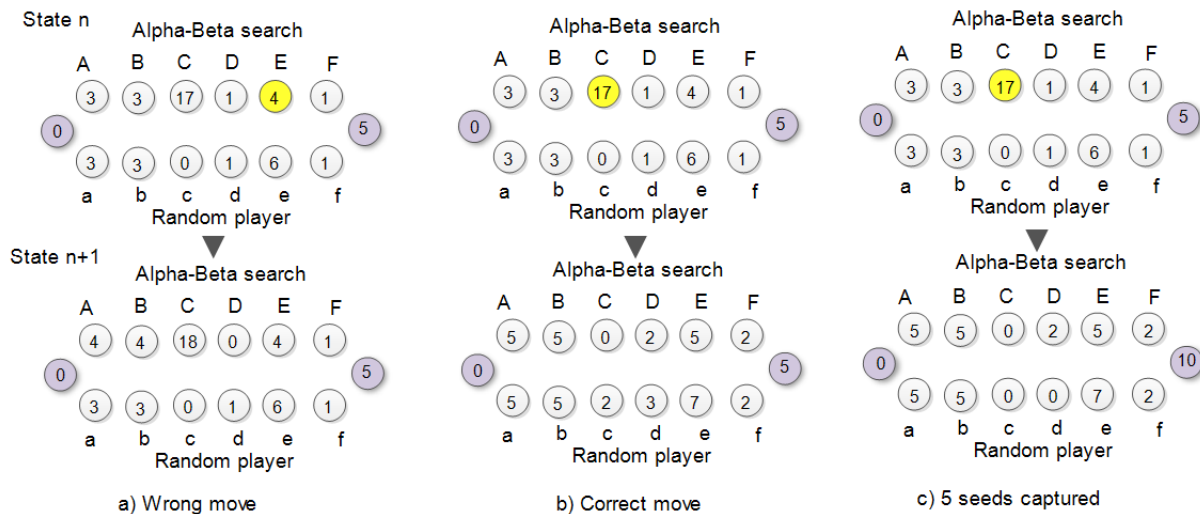 State n
Alpha-Beta search
A B C D E F
3 3 17 1 4 1
0 5
3 3 0 1 6 1
a b c d e f
Random player
State n+1
Alpha-Beta search
A B C D E F
4 4 18 0 4 1
0 5
3 3 0 1 6 1
a b c d e f
Random player
a) Wrong move
Alpha-Beta search
A B C D E F
3 3 17 1 4 1
0 5
3 3 0 1 6 1
a b c d e f
Random player
Alpha-Beta search
A B C D E F
5 5 0 2 5 2
0 5
5 5 2 3 7 2
a b c d e f
Random player
b) Correct move
Alpha-Beta search
A B C D E F
3 3 17 1 4 1
0 5
3 3 0 1 6 1
a b c d e f
Random player
Alpha-Beta search
A B C D E F
5 5 0 2 5 2
0 10
5 5 0 0 7 2
a b c d e f
Random player
c) 5 seeds captured